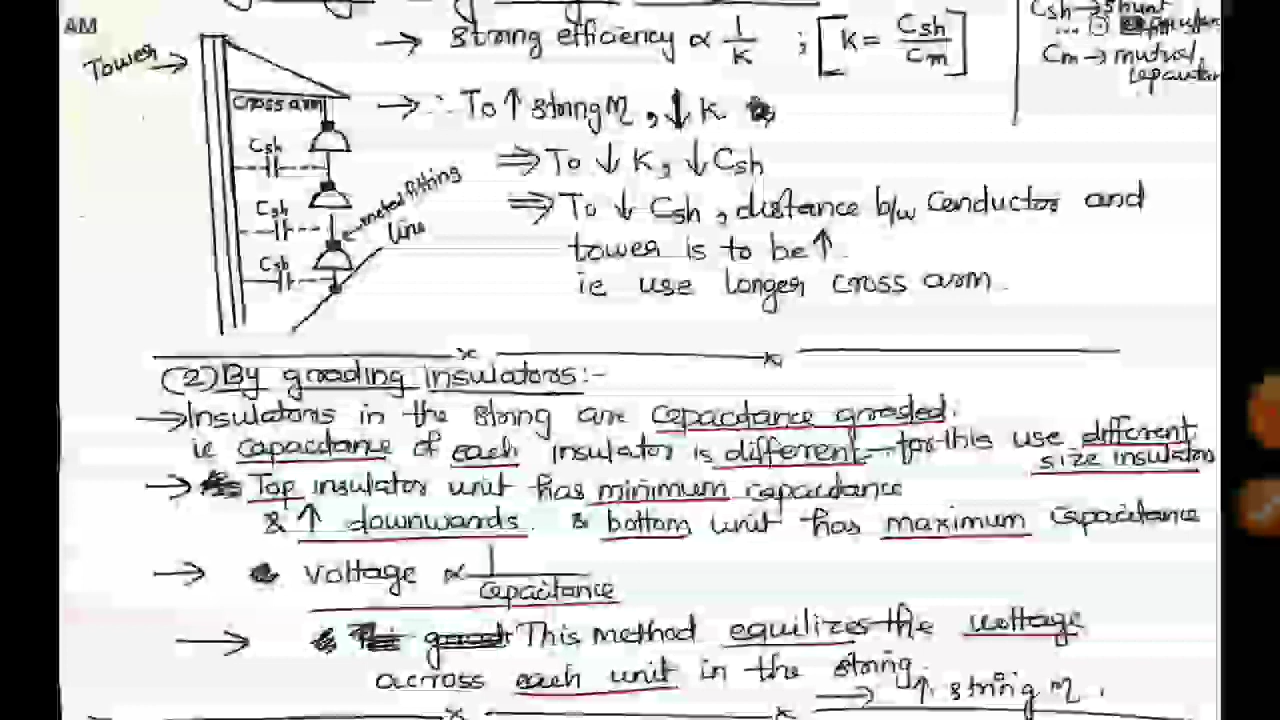 AM
→ String efficiency ∝ 1/K ; [K = Csh/Cm]
Csh → Shunt
Cm → mutual
Tower →
Cross arm
→ ∴ To ↑ string η, ↓ K
Csh
⇒ To ↓ K, ↓ Csh
metal fitting
Csh
⇒ To ↓ Csh, distance b/w conductor and
line
tower is to be ↑
Csh
ie use longer cross arm.
(2) By grading insulators:-
→ Insulators in the string are capacitance graded.
ie capacitance of each insulator is different for this use different
size insulators
→ Top insulator unit has minimum capacitance
& ↑ downwards. & bottom unit has maximum capacitance
→ voltage ∝ 1/capacitance
→ This method equilizes the voltage
across each unit in the string
→ ↑ string η.